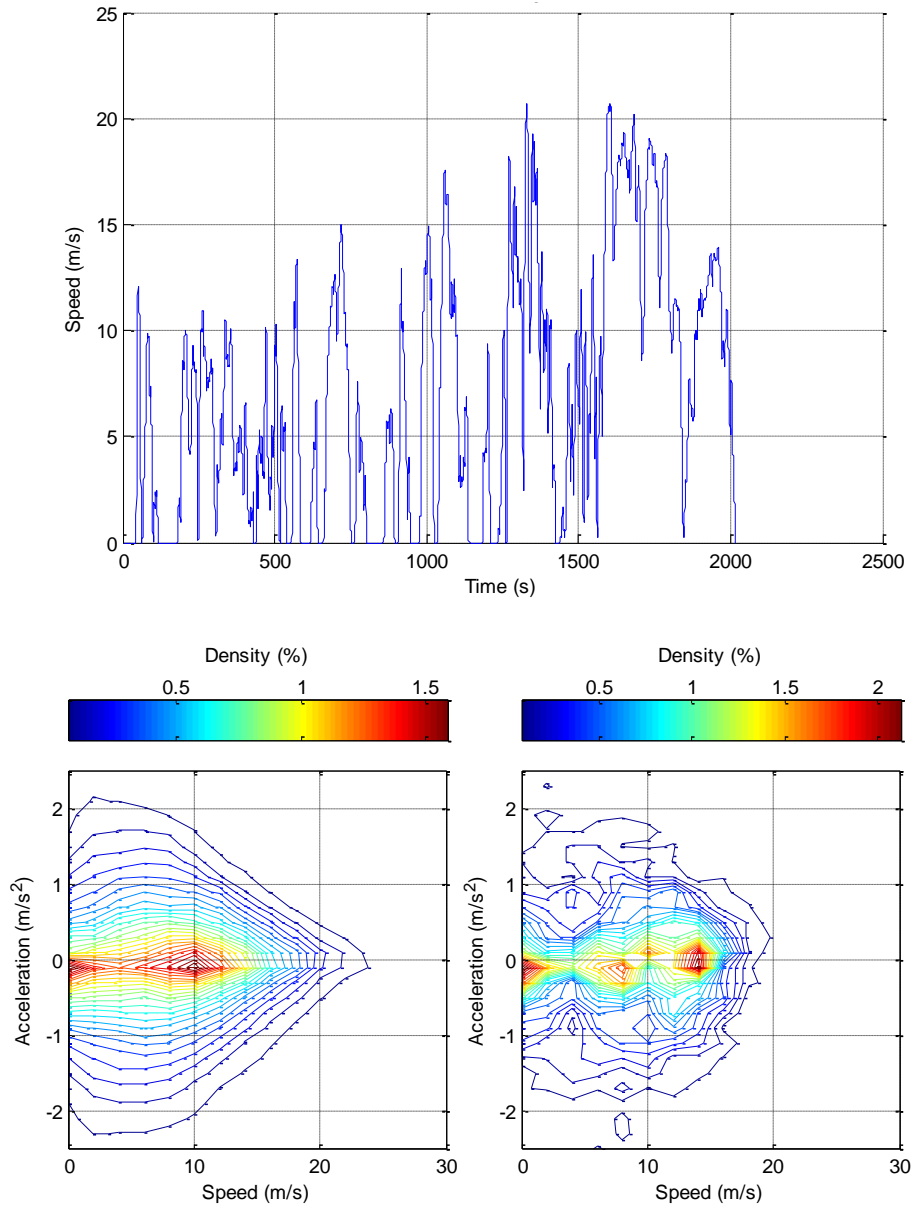 25
20
15
10
5
0
Speed (m/s)
0 500 1000 1500 2000 2500
Time (s)
Density (%) Density (%)
0.5 1 1.5 0.5 1 1.5 2
2
1
0
-1
-2
Acceleration (m/s²)
0 10 20 30
Speed (m/s)
2
1
0
-1
-2
Acceleration (m/s²)
0 10 20 30
Speed (m/s)